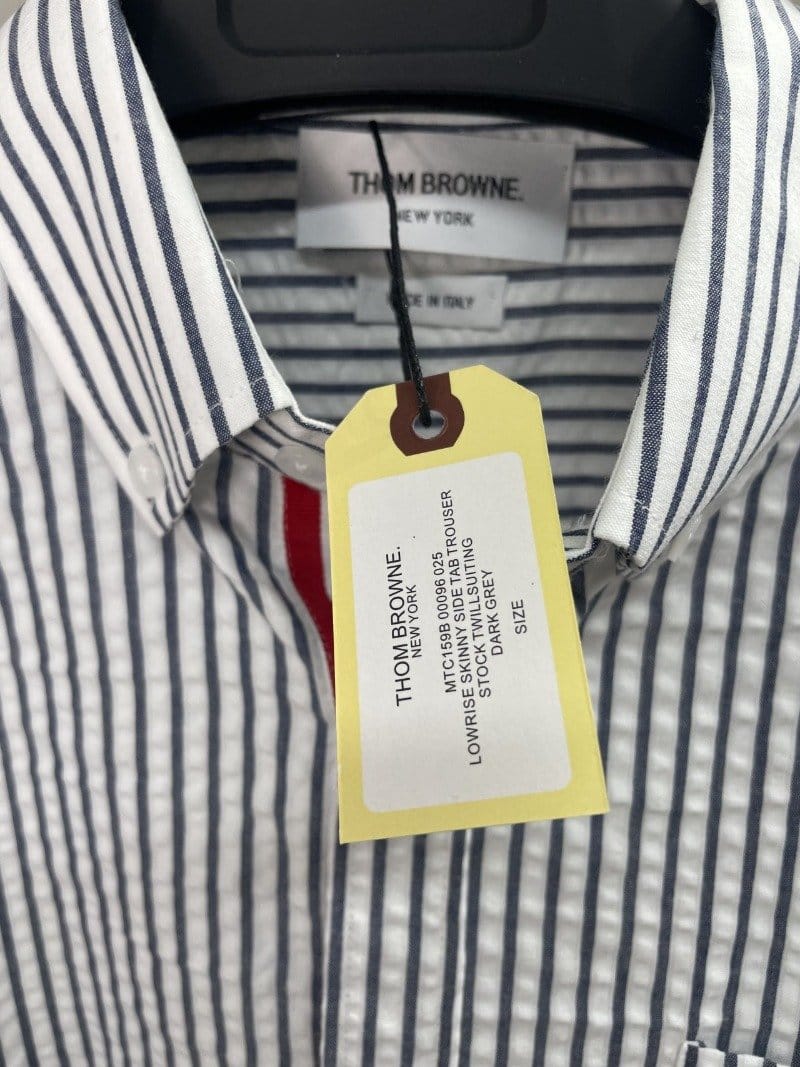 THOM BROWNE.
NEW YORK
MADE IN ITALY
THOM BROWNE.
NEW YORK
MTC159B 00096 025
LOWRISE SKINNY SIDE TAB TROUSER
STOCK TWILLSUITING
DARK GREY
SIZE